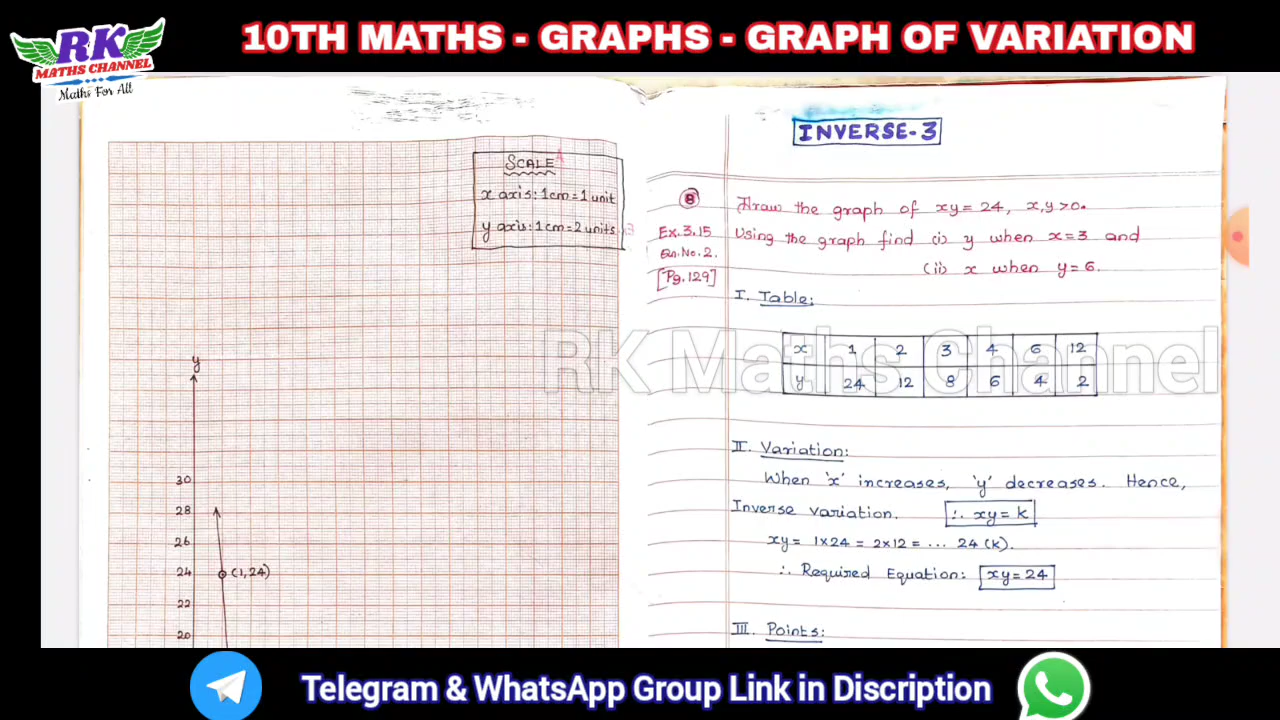 RK
MATHS CHANNEL
Maths For All
10TH MATHS - GRAPHS - GRAPH OF VARIATION
SCALE
x axis: 1cm = 1 unit
y axis: 1cm = 2 units
y
30
28
26
24
(1,24)
22
20
INVERSE-3
8
Ex. 3.15
Qn. No. 2.
[Pg. 129]
Draw the graph of xy = 24, x,y > 0.
Using the graph find (i) y when x=3 and
(ii) x when y=6.
I. Table:
x 1 2 3 4 6 12
y 24 12 8 6 4 2
II. Variation:
When 'x' increases, 'y' decreases. Hence,
Inverse variation. ∴ xy = k
xy = 1x24 = 2x12 = ... 24 (k).
∴ Required Equation: xy = 24
III. Points:
RK Maths Channel
Telegram & WhatsApp Group Link in Discription